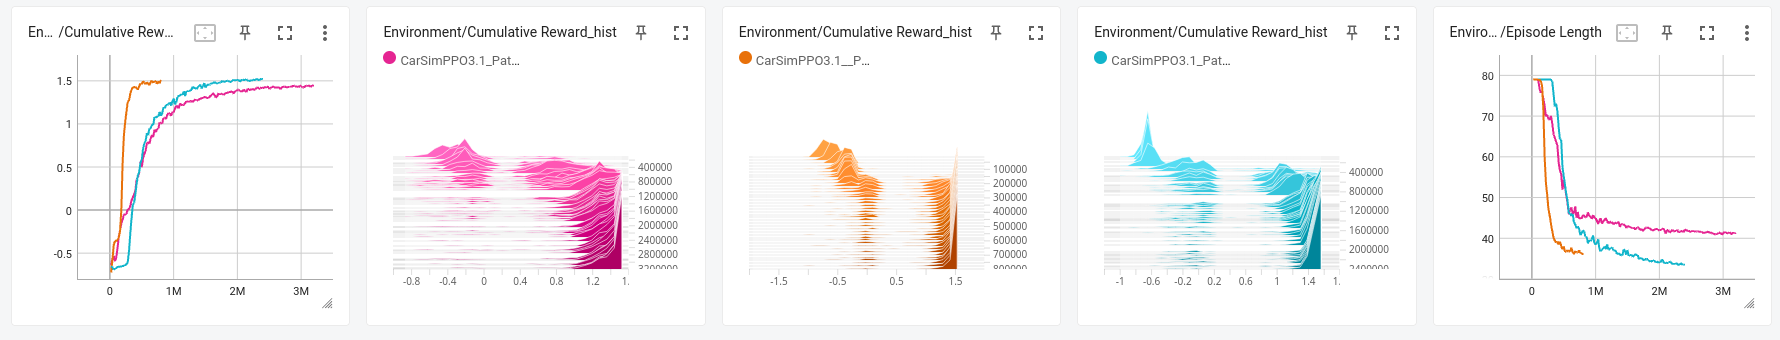 En... /Cumulative Rew...
1.5
1
0.5
0
-0.5
0 1M 2M 3M
Environment/Cumulative Reward_hist
CarSimPPO3.1_Pat...
400000
800000
1200000
1600000
2000000
2400000
2800000
3200000
-0.8 -0.4 0 0.4 0.8 1.2 1.
Environment/Cumulative Reward_hist
CarSimPPO3.1__P...
100000
200000
300000
400000
500000
600000
700000
800000
-1.5 -0.5 0.5 1.5
Environment/Cumulative Reward_hist
CarSimPPO3.1_Pat...
400000
800000
1200000
1600000
2000000
2400000
-1 -0.6 -0.2 0.2 0.6 1 1.4 1.
Enviro... /Episode Length
80
70
60
50
40
0 1M 2M 3M